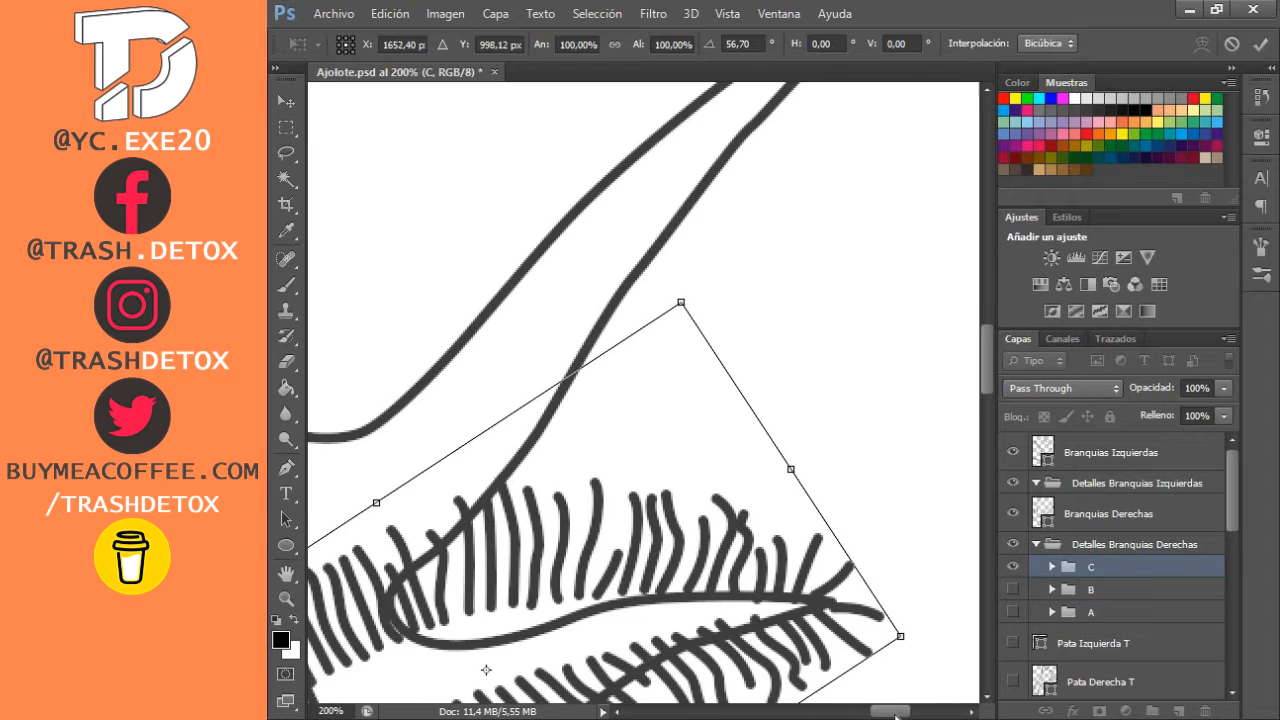 @YC.EXE20
@TRASH.DETOX
@TRASHDETOX
BUYMEACOFFEE.COM
/TRASHDETOX
Ps Archivo Edición Imagen Capa Texto Selección Filtro 3D Vista Ventana Ayuda
X: 1652,40 px Y: 998,12 px An: 100,00% Al: 100,00% 56,70 ° H: 0,00 ° V: 0,00 ° Interpolación: Bicúbica
Ajolote.psd al 200% (C, RGB/8) *
Color Muestras
Ajustes Estilos
Añadir un ajuste
Capas Canales Trazados
Tipo
Pass Through Opacidad: 100%
Bloq.: Relleno: 100%
Branquias Izquierdas
Detalles Branquias Izquierdas
Branquias Derechas
Detalles Branquias Derechas
C
B
A
Pata Izquierda T
Pata Derecha T
200% Doc: 11,4 MB/5,55 MB